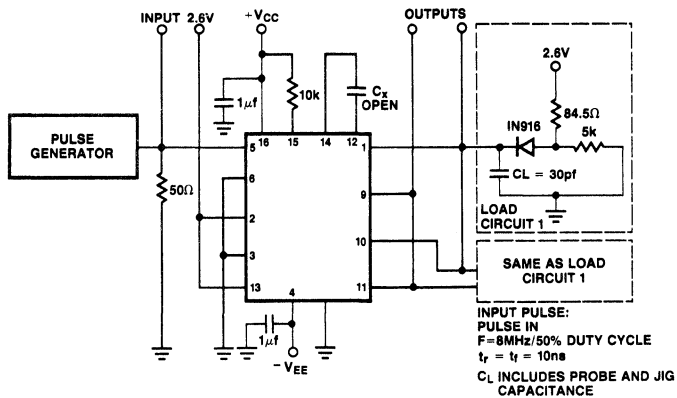 INPUT 2.6V
+VCC
OUTPUTS
2.6V
1µf
10k
CX
OPEN
84.5Ω
IN916
5k
PULSE
GENERATOR
16
15
14
12
5
1
CL = 30pf
50Ω
6
9
LOAD
CIRCUIT 1
2
10
3
SAME AS LOAD
CIRCUIT 1
13
4
11
1µf
-VEE
INPUT PULSE:
PULSE IN
F=8MHz/50% DUTY CYCLE
tr = tf = 10ns
CL INCLUDES PROBE AND JIG
CAPACITANCE